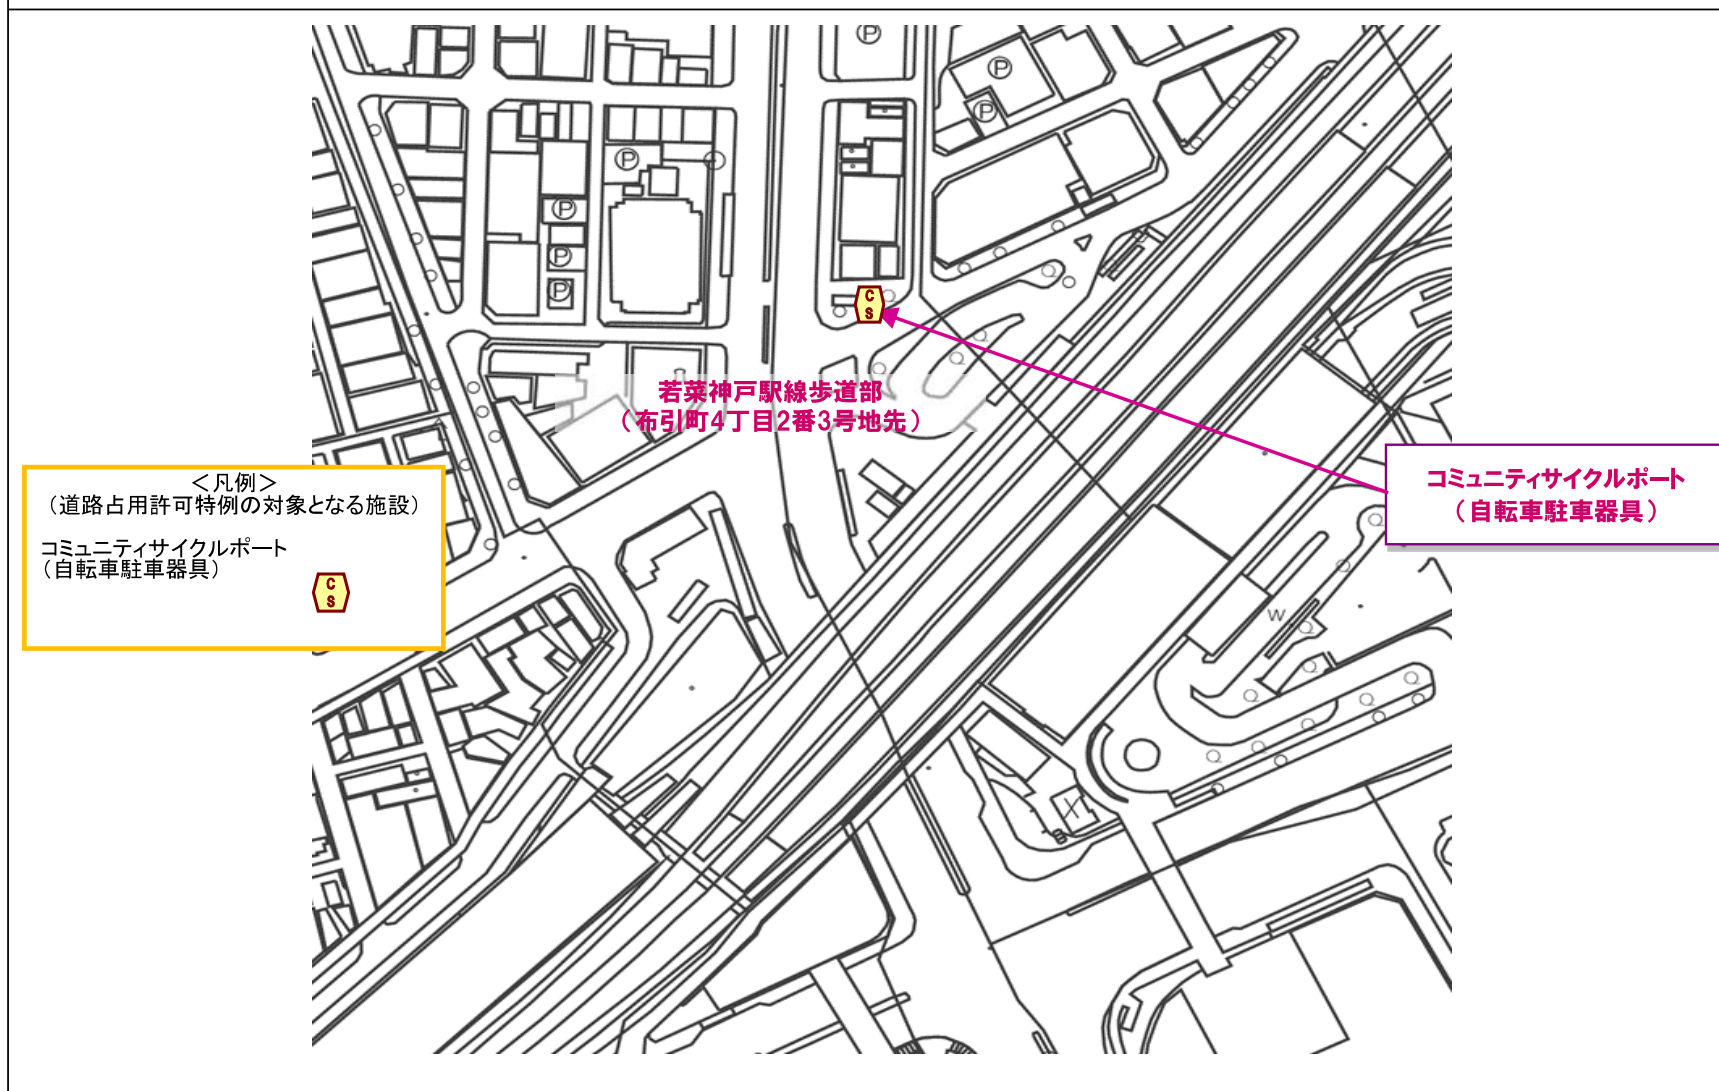 P
P
P
P
P
P
P
C
S
若菜神戸駅線歩道部
（布引町4丁目2番3号地先）
コミュニティサイクルポート
（自転車駐車器具）
＜凡例＞
（道路占用許可特例の対象となる施設）
コミュニティサイクルポート
（自転車駐車器具）
C
S
W